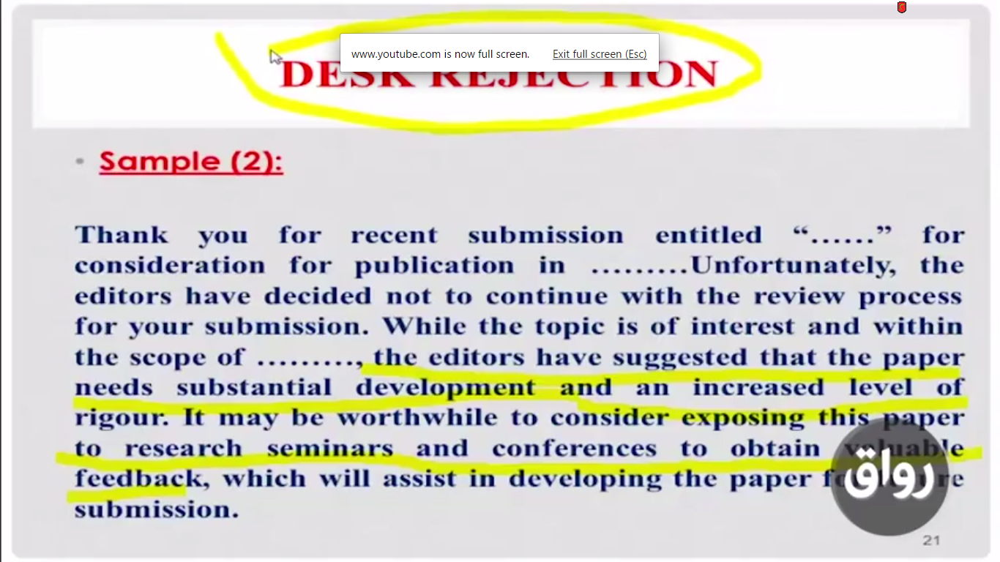 www.youtube.com is now full screen. Exit full screen (Esc)
DESK REJECTION
• Sample (2):
Thank you for recent submission entitled “......” for
consideration for publication in .........Unfortunately, the
editors have decided not to continue with the review process
for your submission. While the topic is of interest and within
the scope of ........., the editors have suggested that the paper
needs substantial development and an increased level of
rigour. It may be worthwhile to consider exposing this paper
to research seminars and conferences to obtain valuable
feedback, which will assist in developing the paper
submission.
رواق
21